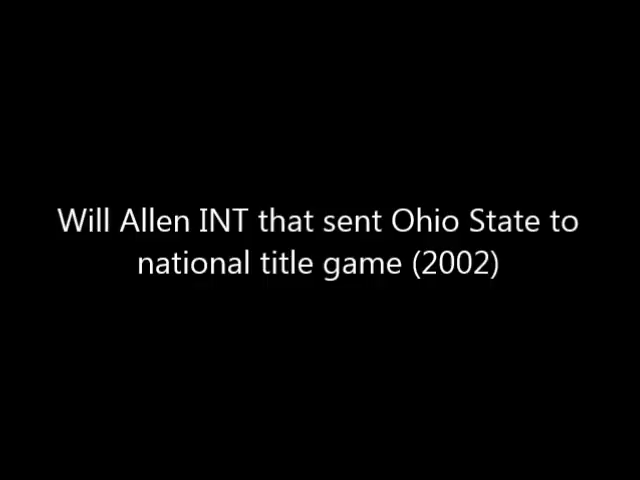 Will Allen INT that sent Ohio State to
national title game (2002)